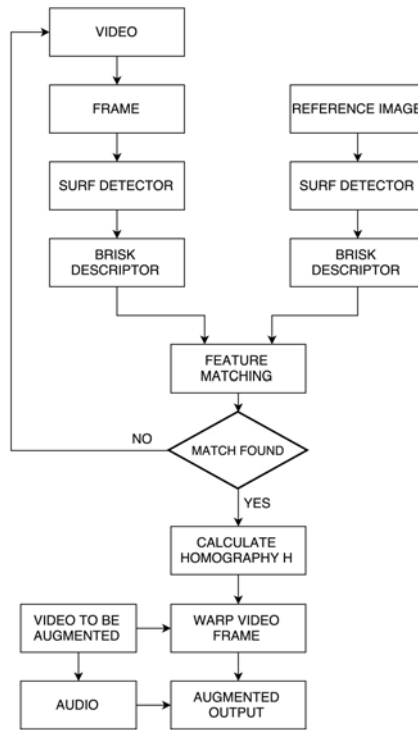 VIDEO
FRAME
REFERENCE IMAGE
SURF DETECTOR
SURF DETECTOR
BRISK
DESCRIPTOR
BRISK
DESCRIPTOR
FEATURE
MATCHING
NO
MATCH FOUND
YES
CALCULATE
HOMOGRAPHY H
VIDEO TO BE
AUGMENTED
WARP VIDEO
FRAME
AUDIO
AUGMENTED
OUTPUT